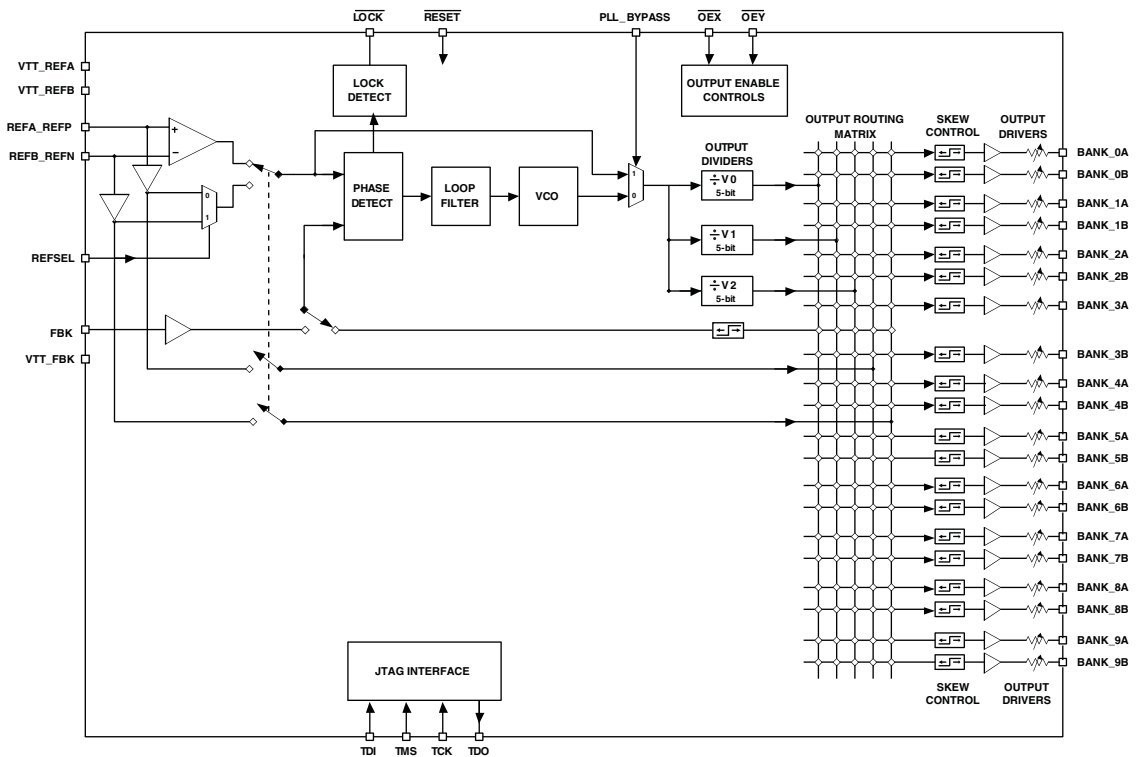 LOCK
RESET
PLL_BYPASS
OEX
OEY
VTT_REFA
VTT_REFB
REFA_REFP
REFB_REFN
REFSEL
FBK
VTT_FBK
+
−
0
1
LOCK
DETECT
PHASE
DETECT
LOOP
FILTER
VCO
1
0
OUTPUT ENABLE
CONTROLS
OUTPUT
DIVIDERS
÷V0
5-bit
÷V1
5-bit
÷V2
5-bit
OUTPUT ROUTING
MATRIX
SKEW
CONTROL
OUTPUT
DRIVERS
BANK_0A
BANK_0B
BANK_1A
BANK_1B
BANK_2A
BANK_2B
BANK_3A
BANK_3B
BANK_4A
BANK_4B
BANK_5A
BANK_5B
BANK_6A
BANK_6B
BANK_7A
BANK_7B
BANK_8A
BANK_8B
BANK_9A
BANK_9B
SKEW
CONTROL
OUTPUT
DRIVERS
JTAG INTERFACE
TDI
TMS
TCK
TDO